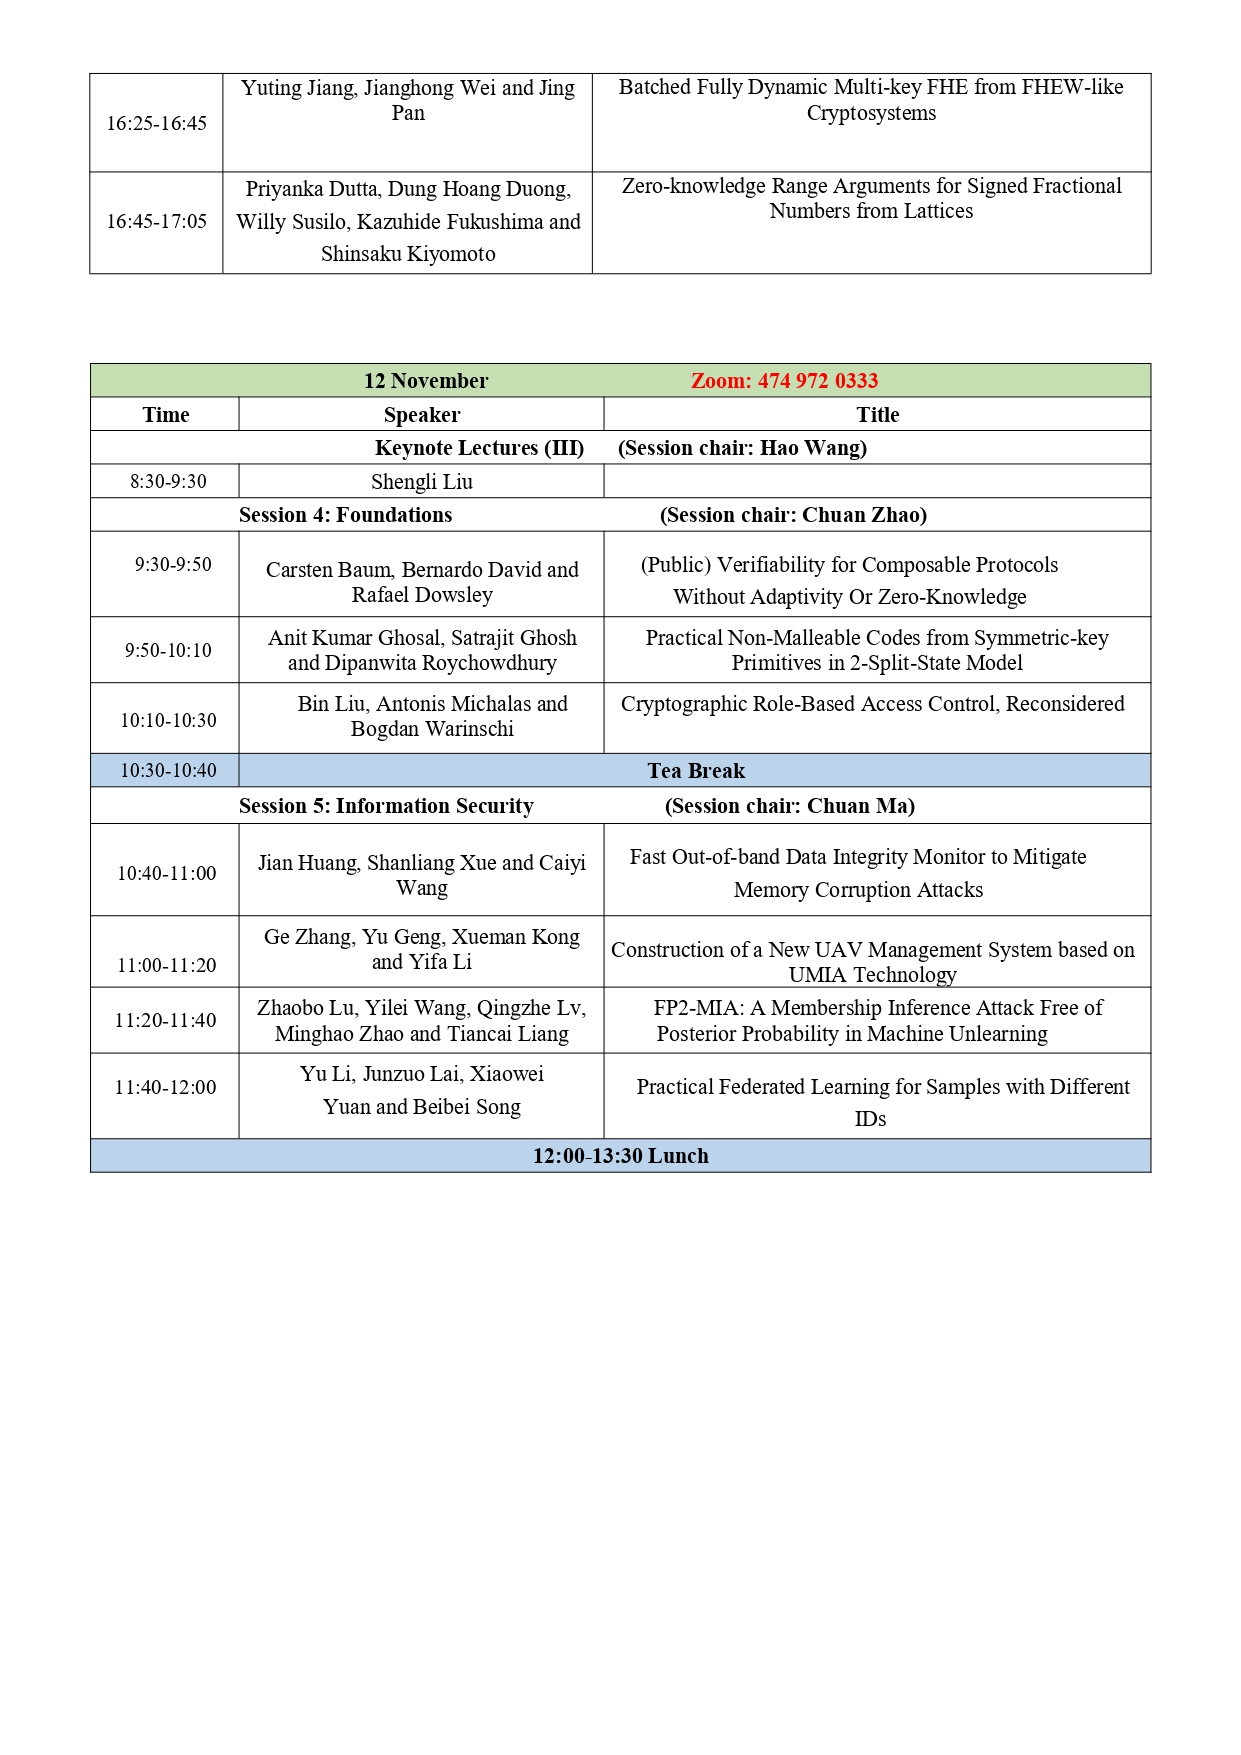 16:25-16:45
Yuting Jiang, Jianghong Wei and Jing
Pan
Batched Fully Dynamic Multi-key FHE from FHEW-like
Cryptosystems
16:45-17:05
Priyanka Dutta, Dung Hoang Duong,
Willy Susilo, Kazuhide Fukushima and
Shinsaku Kiyomoto
Zero-knowledge Range Arguments for Signed Fractional
Numbers from Lattices
12 November Zoom: 474 972 0333
Time Speaker Title
Keynote Lectures (III) (Session chair: Hao Wang)
8:30-9:30 Shengli Liu
Session 4: Foundations (Session chair: Chuan Zhao)
9:30-9:50
Carsten Baum, Bernardo David and
Rafael Dowsley
(Public) Verifiability for Composable Protocols
Without Adaptivity Or Zero-Knowledge
9:50-10:10
Anit Kumar Ghosal, Satrajit Ghosh
and Dipanwita Roychowdhury
Practical Non-Malleable Codes from Symmetric-key
Primitives in 2-Split-State Model
10:10-10:30
Bin Liu, Antonis Michalas and
Bogdan Warinschi
Cryptographic Role-Based Access Control, Reconsidered
10:30-10:40 Tea Break
Session 5: Information Security (Session chair: Chuan Ma)
10:40-11:00
Jian Huang, Shanliang Xue and Caiyi
Wang
Fast Out-of-band Data Integrity Monitor to Mitigate
Memory Corruption Attacks
11:00-11:20
Ge Zhang, Yu Geng, Xueman Kong
and Yifa Li
Construction of a New UAV Management System based on
UMIA Technology
11:20-11:40
Zhaobo Lu, Yilei Wang, Qingzhe Lv,
Minghao Zhao and Tiancai Liang
FP2-MIA: A Membership Inference Attack Free of
Posterior Probability in Machine Unlearning
11:40-12:00
Yu Li, Junzuo Lai, Xiaowei
Yuan and Beibei Song
Practical Federated Learning for Samples with Different
IDs
12:00-13:30 Lunch